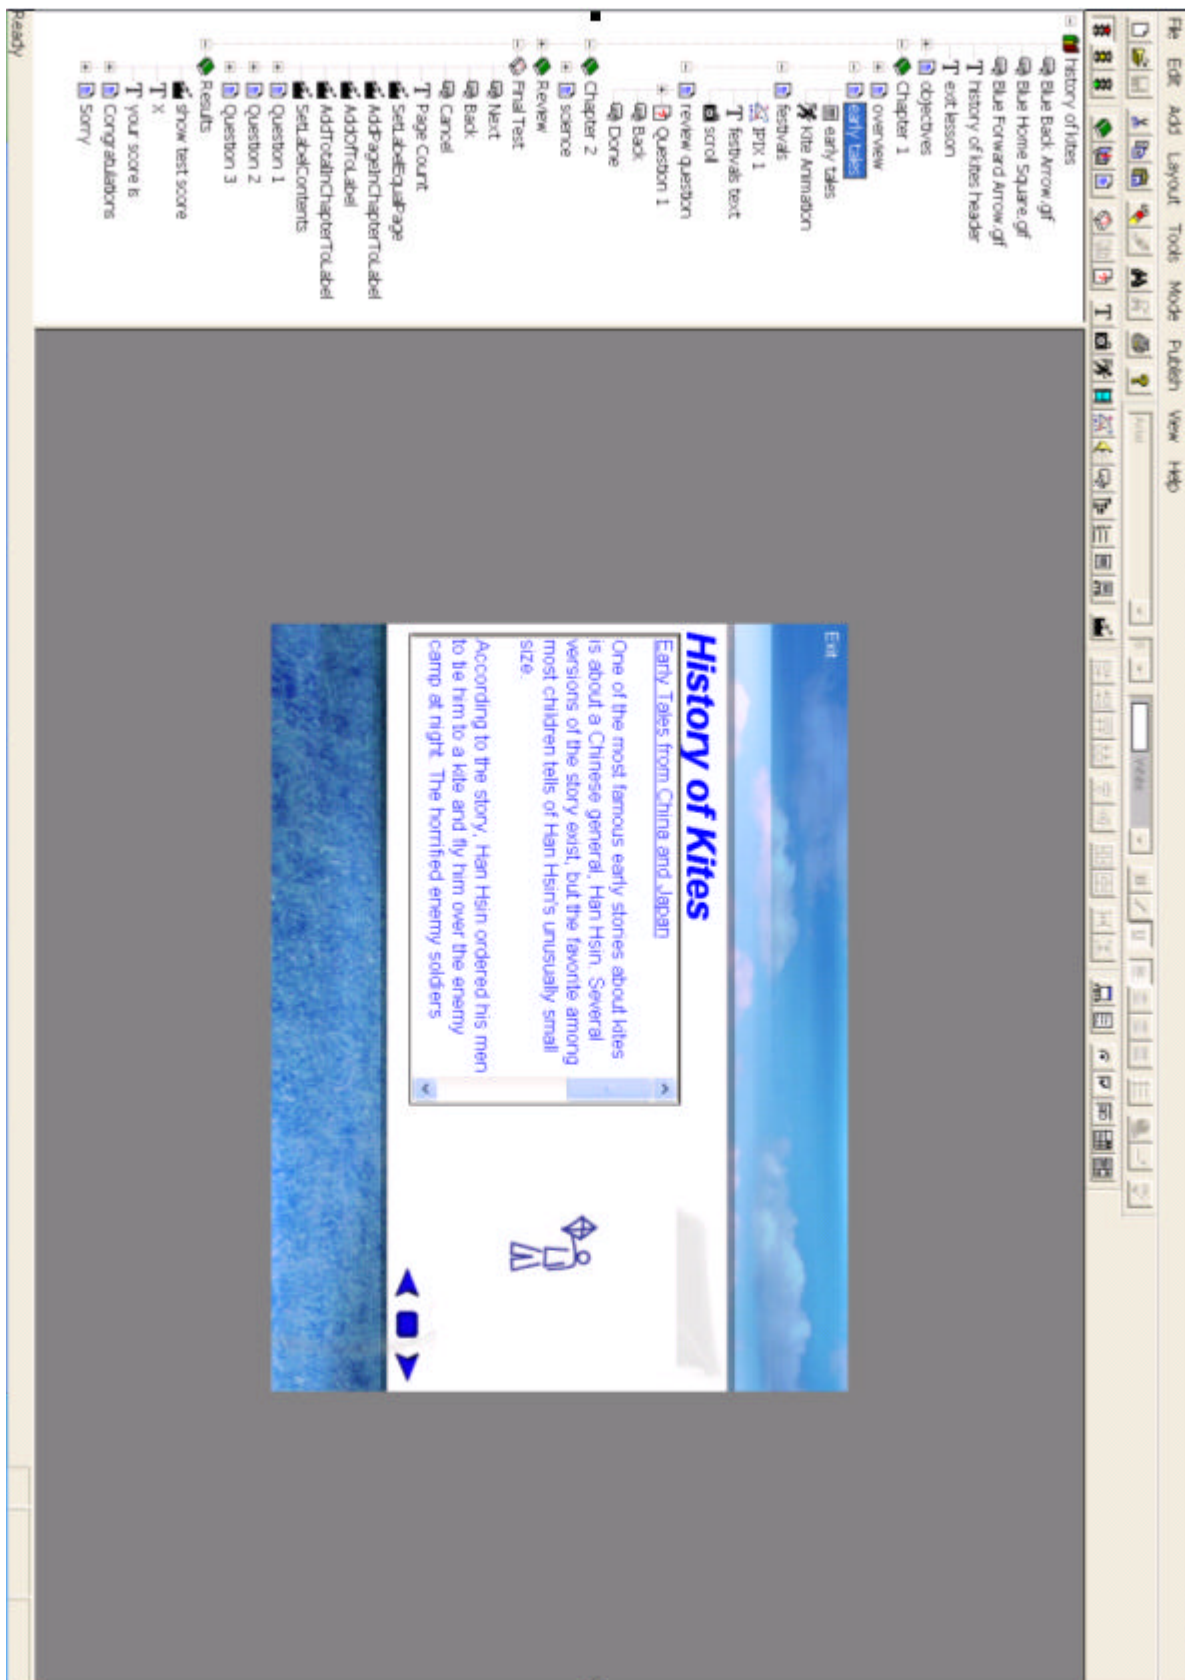 File Edit Add Layout Tools Mode Publish View Help
Arial
White
history of kites
Blue Back Arrow.gif
Blue Home Square.gif
Blue Forward Arrow.gif
history of kites header
exit lesson
objectives
Chapter 1
overview
early tales
early tales
Kite Animation
festivals
IPIX 1
festivals text
scroll
review question
Question 1
Back
Done
Chapter 2
science
Review
Final Test
Next
Back
Cancel
Page Count
SetLabelEqualPage
AddPageInChapterToLabel
AddOfToLabel
AddTotalInChapterToLabel
SetLabelContents
Question 1
Question 2
Question 3
Results
show test score
X
your score is
Congratulations
Sorry
Exit
History of Kites
Early Tales from China and Japan
One of the most famous early stories about kites
is about a Chinese general, Han Hsin. Several
versions of the story exist, but the favorite among
most children tells of Han Hsin's unusually small
size.
According to the story, Han Hsin ordered his men
to tie him to a kite and fly him over the enemy
camp at night. The horrified enemy soldiers
Ready